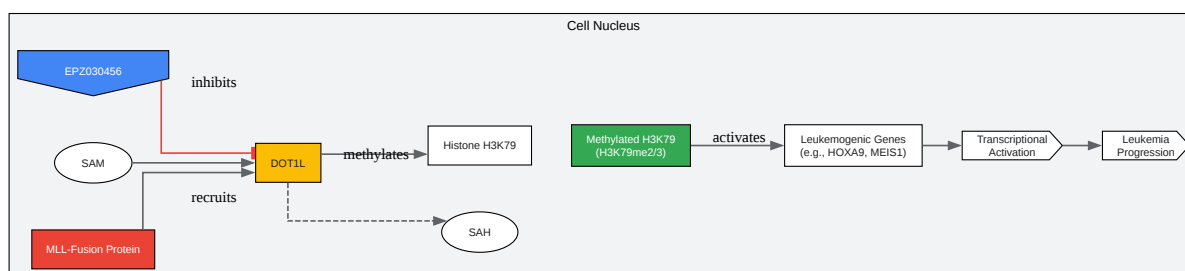 Cell Nucleus
EPZ030456
inhibits
SAM
DOT1L
methylates
Histone H3K79
recruits
MLL-Fusion Protein
SAH
Methylated H3K79
(H3K79me2/3)
activates
Leukemogenic Genes
(e.g., HOXA9, MEIS1)
Transcriptional
Activation
Leukemia
Progression